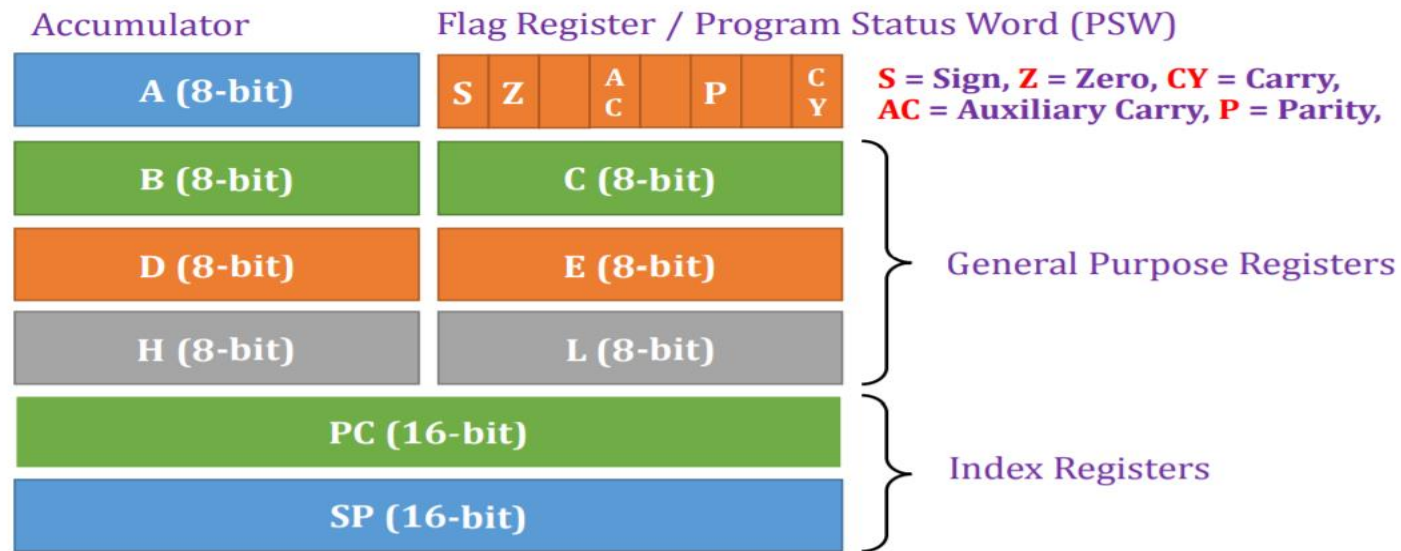 Accumulator
Flag Register / Program Status Word (PSW)
A (8-bit)
S Z AC P CY
S = Sign, Z = Zero, CY = Carry,
AC = Auxiliary Carry, P = Parity,
B (8-bit)
C (8-bit)
D (8-bit)
E (8-bit)
General Purpose Registers
H (8-bit)
L (8-bit)
PC (16-bit)
Index Registers
SP (16-bit)